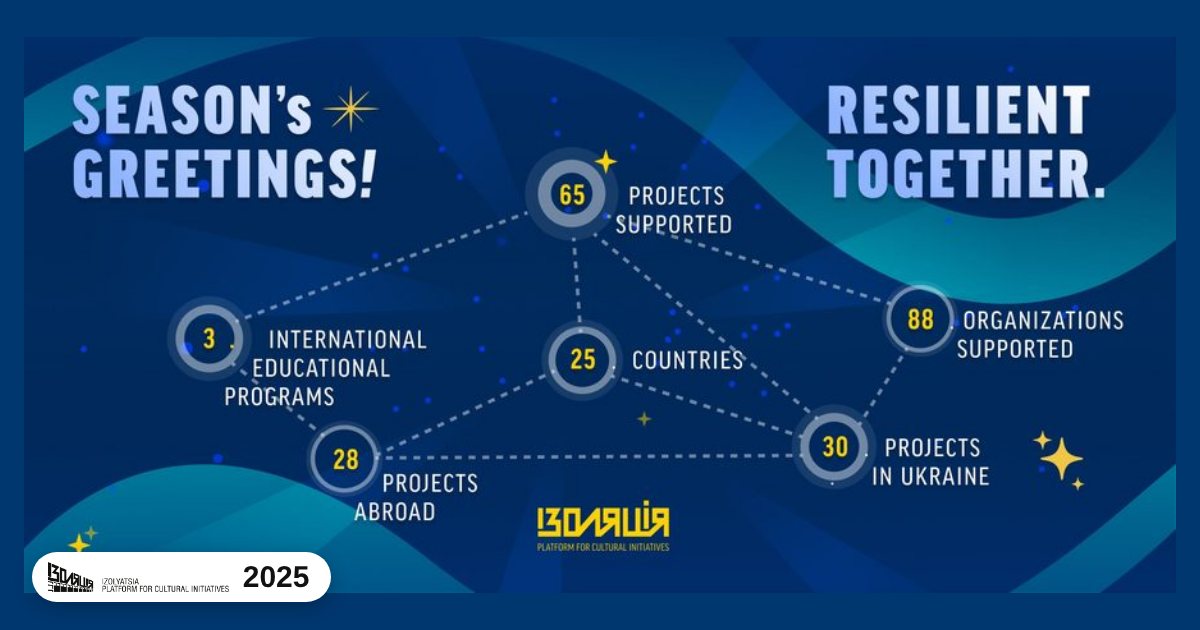 SEASON's
GREETINGS!
RESILIENT
TOGETHER.
65
PROJECTS
SUPPORTED
3
INTERNATIONAL
EDUCATIONAL
PROGRAMS
25
COUNTRIES
88
ORGANIZATIONS
SUPPORTED
28
PROJECTS
ABROAD
30
PROJECTS
IN UKRAINE
ІЗОЛЯЦІЯ
PLATFORM FOR CULTURAL INITIATIVES
ІЗОЛЯЦІЯ
IZOLYATSIA
PLATFORM FOR CULTURAL INITIATIVES
2025